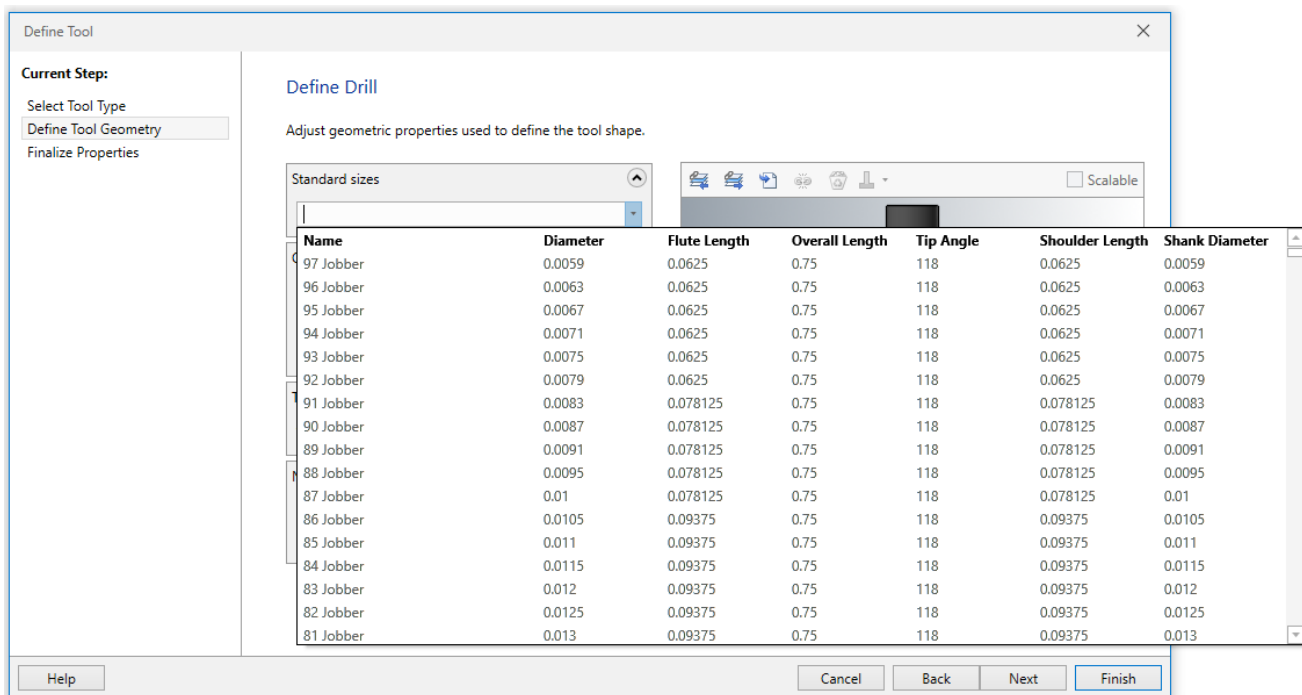 Define Tool
Current Step:
Select Tool Type
Define Tool Geometry
Finalize Properties
Define Drill
Adjust geometric properties used to define the tool shape.
Standard sizes
Scalable
Name Diameter Flute Length Overall Length Tip Angle Shoulder Length Shank Diameter
97 Jobber 0.0059 0.0625 0.75 118 0.0625 0.0059
96 Jobber 0.0063 0.0625 0.75 118 0.0625 0.0063
95 Jobber 0.0067 0.0625 0.75 118 0.0625 0.0067
94 Jobber 0.0071 0.0625 0.75 118 0.0625 0.0071
93 Jobber 0.0075 0.0625 0.75 118 0.0625 0.0075
92 Jobber 0.0079 0.0625 0.75 118 0.0625 0.0079
91 Jobber 0.0083 0.078125 0.75 118 0.078125 0.0083
90 Jobber 0.0087 0.078125 0.75 118 0.078125 0.0087
89 Jobber 0.0091 0.078125 0.75 118 0.078125 0.0091
88 Jobber 0.0095 0.078125 0.75 118 0.078125 0.0095
87 Jobber 0.01 0.078125 0.75 118 0.078125 0.01
86 Jobber 0.0105 0.09375 0.75 118 0.09375 0.0105
85 Jobber 0.011 0.09375 0.75 118 0.09375 0.011
84 Jobber 0.0115 0.09375 0.75 118 0.09375 0.0115
83 Jobber 0.012 0.09375 0.75 118 0.09375 0.012
82 Jobber 0.0125 0.09375 0.75 118 0.09375 0.0125
81 Jobber 0.013 0.09375 0.75 118 0.09375 0.013
Help Cancel Back Next Finish